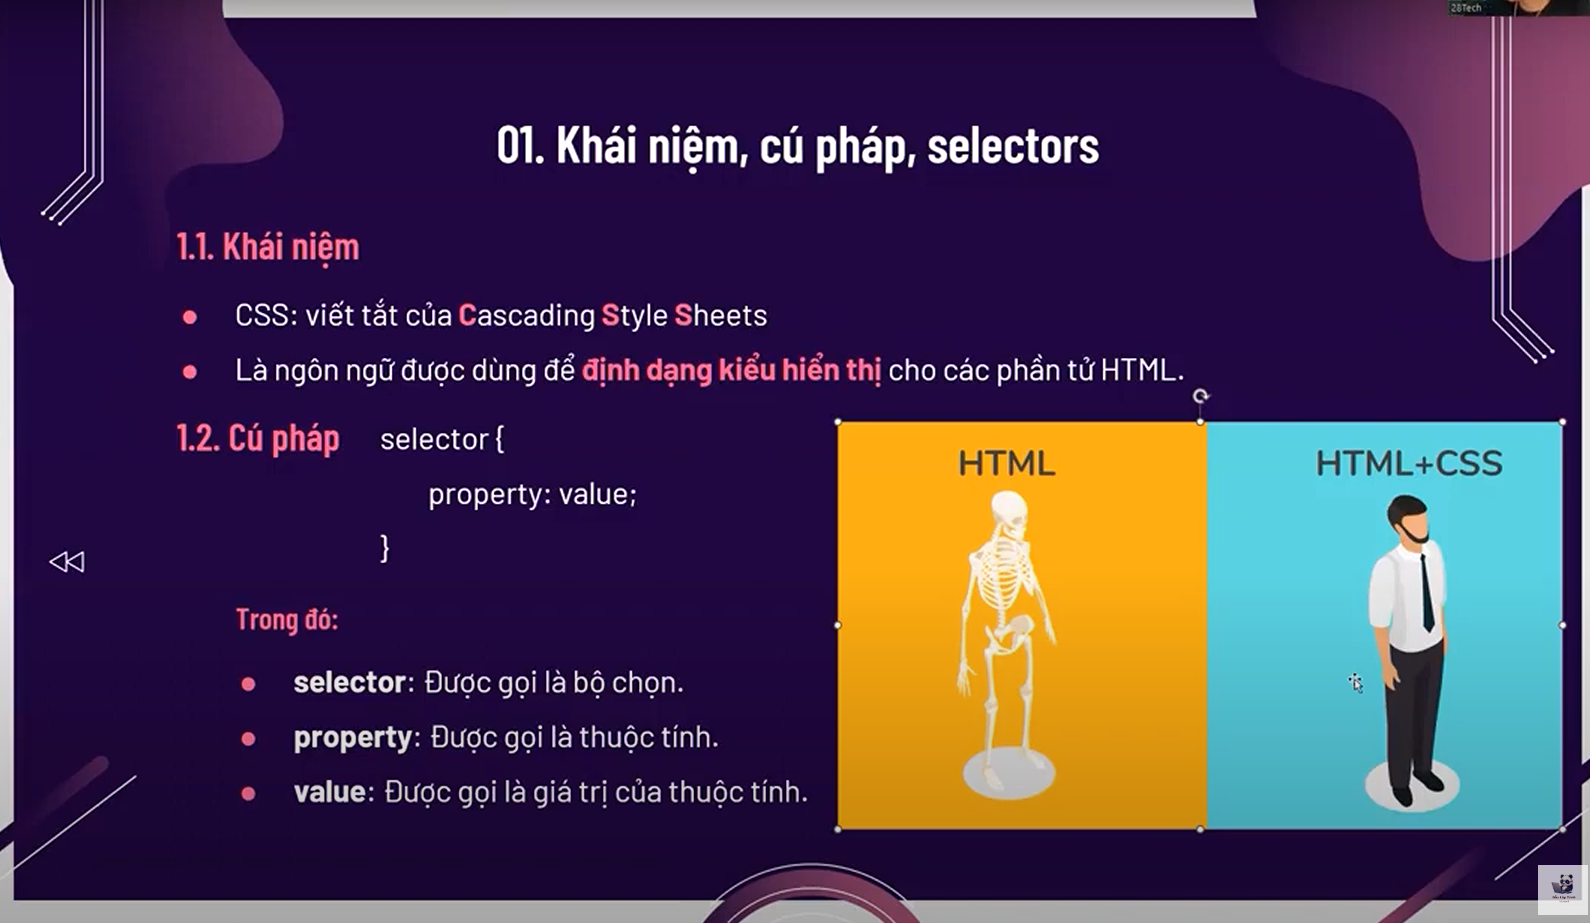 28Tech
01. Khái niệm, cú pháp, selectors
1.1. Khái niệm
CSS: viết tắt của Cascading Style Sheets
Là ngôn ngữ được dùng để định dạng kiểu hiển thị cho các phần tử HTML.
1.2. Cú pháp
selector {
property: value;
}
Trong đó:
selector: Được gọi là bộ chọn.
property: Được gọi là thuộc tính.
value: Được gọi là giá trị của thuộc tính.
HTML
HTML+CSS